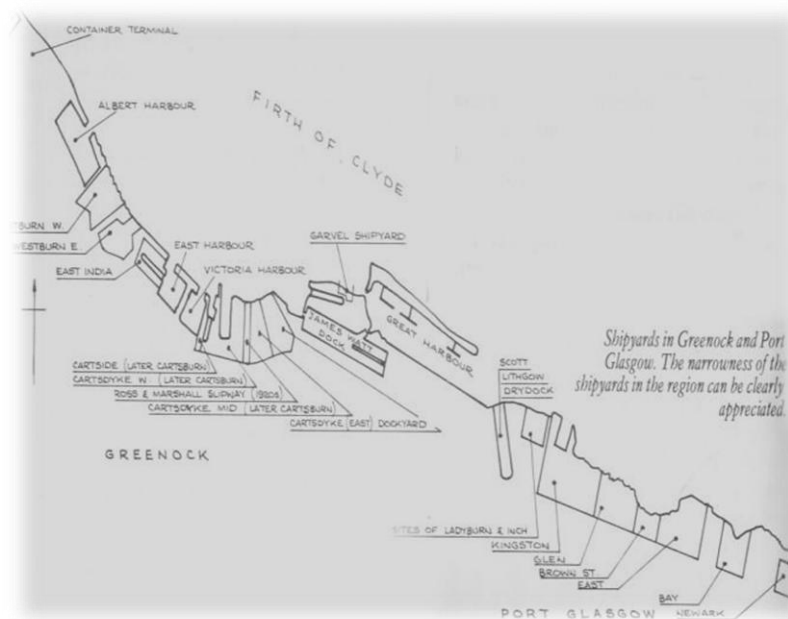 CONTAINER TERMINAL
ALBERT HARBOUR
FIRTH OF CLYDE
W.
WESTBURN E.
EAST HARBOUR
EAST INDIA
VICTORIA HARBOUR
GARVEL SHIPYARD
JAMES WATT
DOCK
GREAT HARBOUR
CARTSIDE (LATER CARTSBURN)
CARTSDYKE W (LATER CARTSBURN)
ROSS & MARSHALL SLIPWAY (1920s)
CARTSDYKE MID (LATER CARTSBURN)
CARTSDYKE (EAST) DOCKYARD
GREENOCK
SCOTT
LITHGOW
DRYDOCK
Shipyards in Greenock and Port
Glasgow. The narrowness of the
shipyards in the region can be clearly
appreciated.
SITES OF LADYBURN & INCH
KINGSTON
GLEN
BROWN ST.
EAST
BAY
PORT GLASGOW
NEWARK